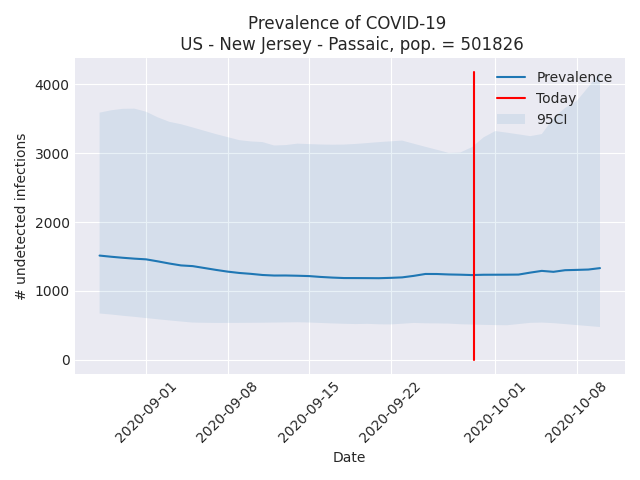 Prevalence of COVID-19
US - New Jersey - Passaic, pop. = 501826
Prevalence
Today
95CI
4000
3000
2000
1000
0
# undetected infections
2020-09-01
2020-09-08
2020-09-15
2020-09-22
2020-10-01
2020-10-08
Date